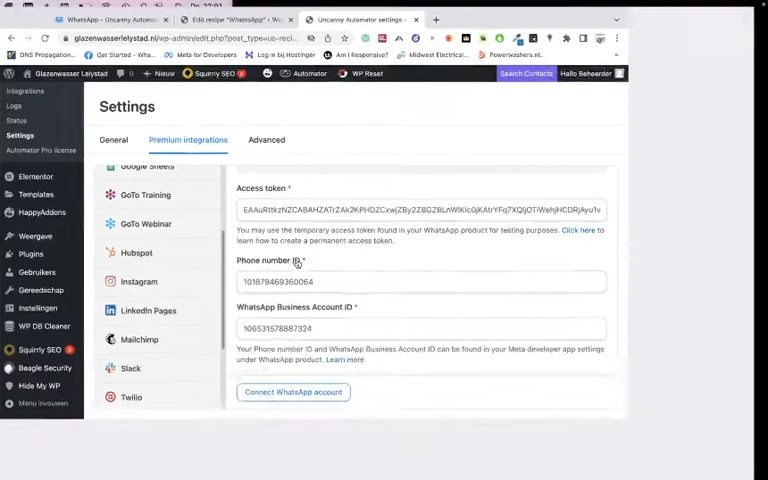 WhatsApp - Uncanny Automat
Edit recipe "WhatsApp" ‹ We
Uncanny Automator settings ‹
glazenwasserlelystad.nl/wp-admin/edit.php?post_type=uo-reci...
DNS Propagation...
Get Started - Wha...
Meta for Developers
Log in bij Hostinger
Am I Responsive?
Midwest Electrical...
Powerwashers.nl...
Glazenwasser Lelystad
0
Nieuw
Squirrly SEO
Automator
WP Reset
Search Contacts
Hallo Beheerder
Integrations
Logs
Status
Settings
Automator Pro license
Elementor
Templates
HappyAddons
Weergave
Plugins
Gebruikers
Gereedschap
Instellingen
WP DB Cleaner
Squirrly SEO
Beagle Security
Hide My WP
Menu invouwen
Settings
General
Premium integrations
Advanced
Google Sheets
GoTo Training
GoTo Webinar
Hubspot
Instagram
LinkedIn Pages
Mailchimp
Slack
Twilio
Access token *
You may use the temporary access token found in your WhatsApp product for testing purposes. Click here to
learn how to create a permanent access token.
Phone number ID *
101879469360064
WhatsApp Business Account ID *
106531578887324
Your Phone number ID and WhatsApp Business Account ID can be found in your Meta developer app settings
under WhatsApp product. Learn more
Connect WhatsApp account